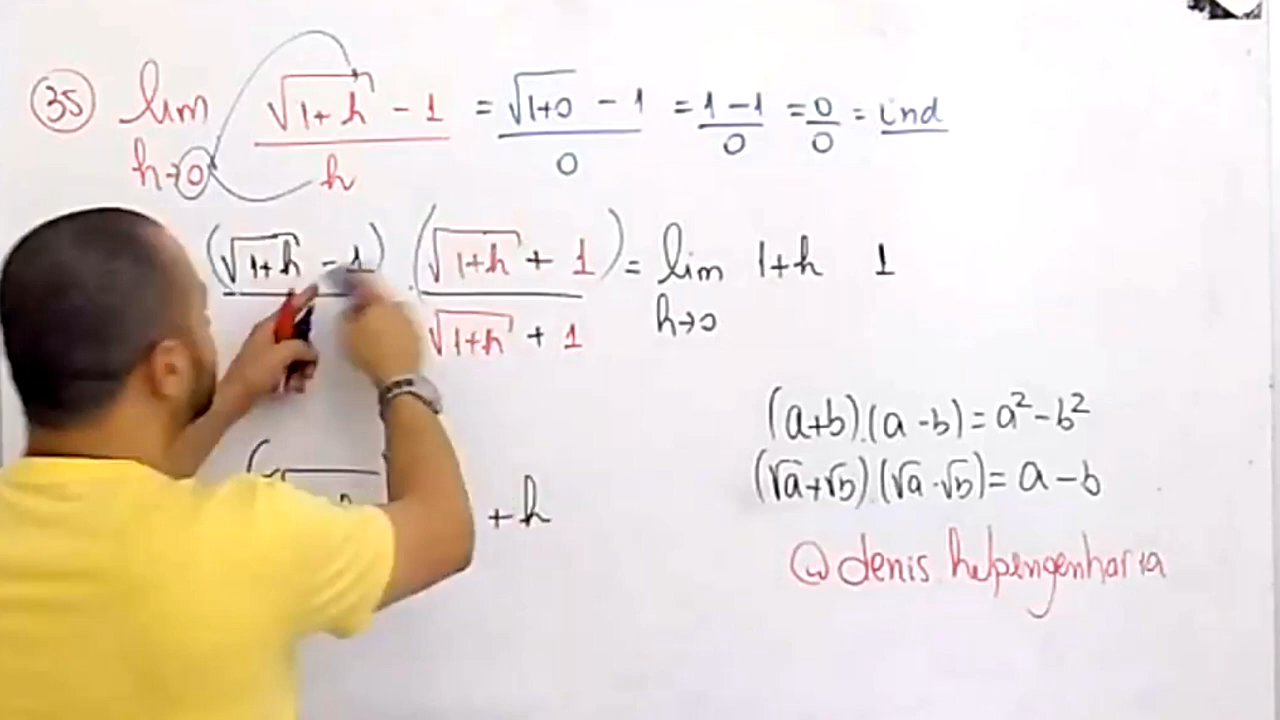 35 lim √1+h - 1 = √1+0 - 1 = 1-1 = 0 = ind
h→0 h 0 0 0
(√1+h - 1) . (√1+h + 1) = lim 1+h 1
√1+h + 1 h→0
(a+b).(a-b)=a²-b²
(√a+√b).(√a-√b)=a-b
+h
@denis helpengenharia